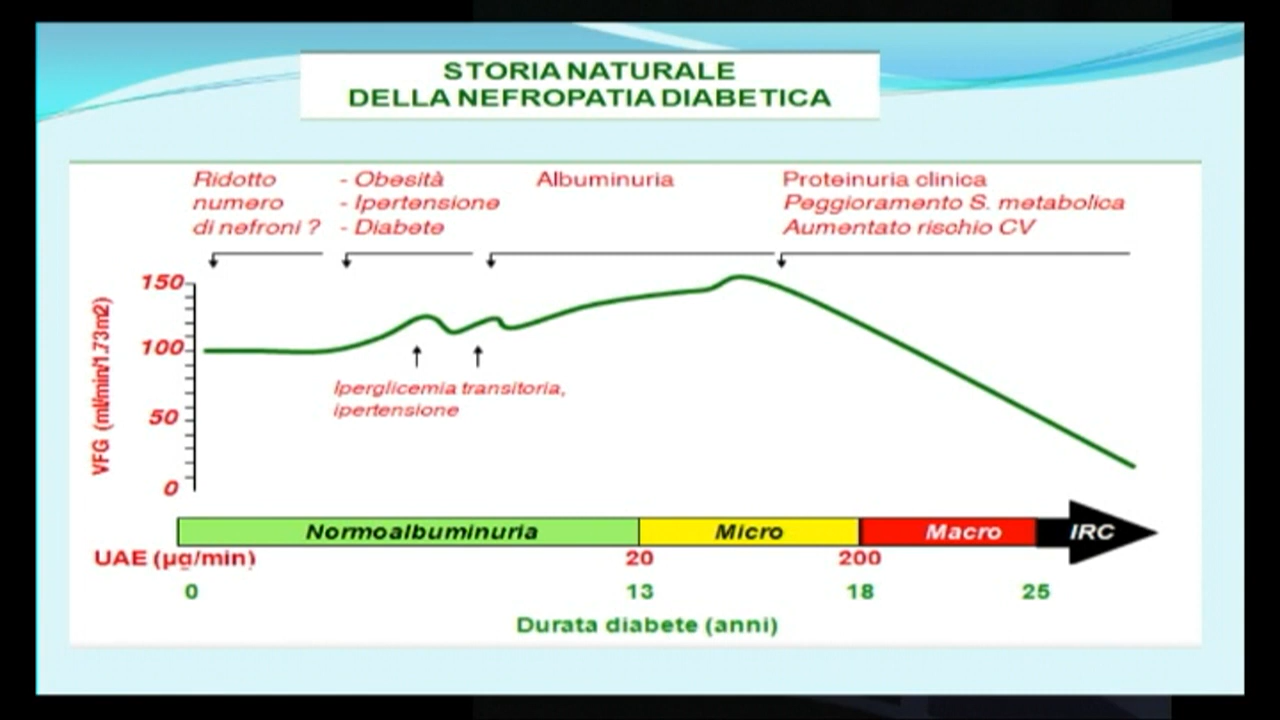 STORIA NATURALE
DELLA NEFROPATIA DIABETICA
Ridotto
numero
di nefroni ?
- Obesità
- Ipertensione
- Diabete
Albuminuria
Proteinuria clinica
Peggioramento S. metabolica
Aumentato rischio CV
VFG (ml/min/1.73m2)
150
100
50
0
Iperglicemia transitoria,
ipertensione
Normoalbuminuria Micro Macro IRC
UAE (µg/min) 20 200
0 13 18 25
Durata diabete (anni)